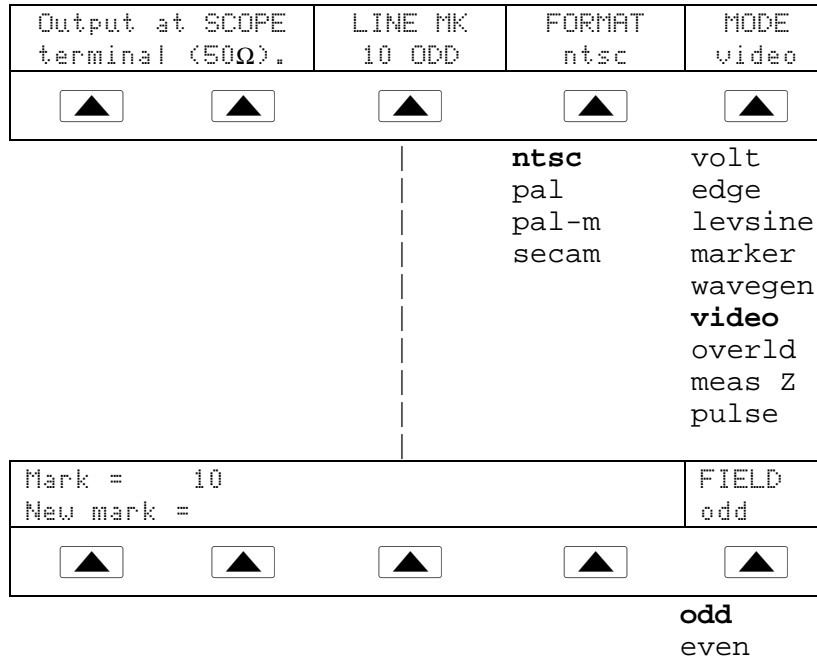 Output at SCOPE LINE MK FORMAT MODE
terminal (50Ω). 10 ODD ntsc video
ntsc volt
pal edge
pal-m levsine
secam marker
wavegen
video
overld
meas Z
pulse
Mark = 10 FIELD
New mark = odd
odd
even